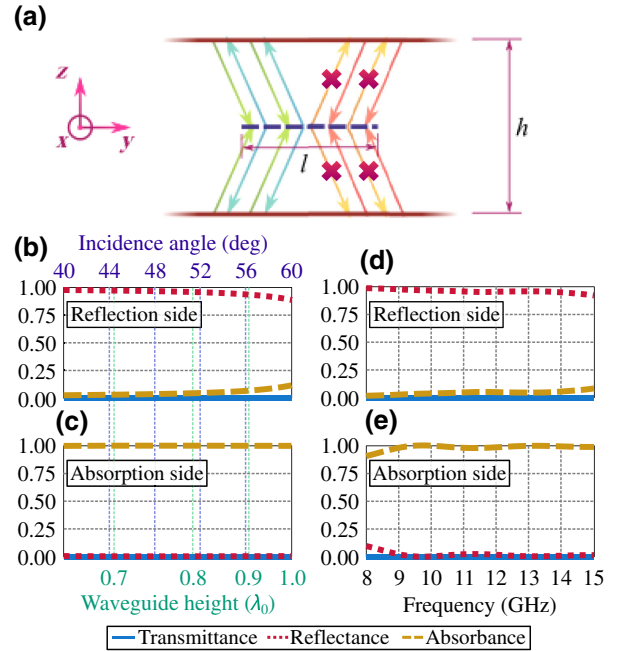 (a)
z
x
y
l
h
(b)
Incidence angle (deg)
40 44 48 52 56 60
1.00
0.75
0.50
0.25
0.00
Reflection side
(c)
1.00
0.75
0.50
0.25
0.00
Absorption side
0.7 0.8 0.9 1.0
Waveguide height (λ0)
(d)
1.00
0.75
0.50
0.25
0.00
Reflection side
(e)
1.00
0.75
0.50
0.25
0.00
Absorption side
8 9 10 11 12 13 14 15
Frequency (GHz)
Transmittance Reflectance Absorbance